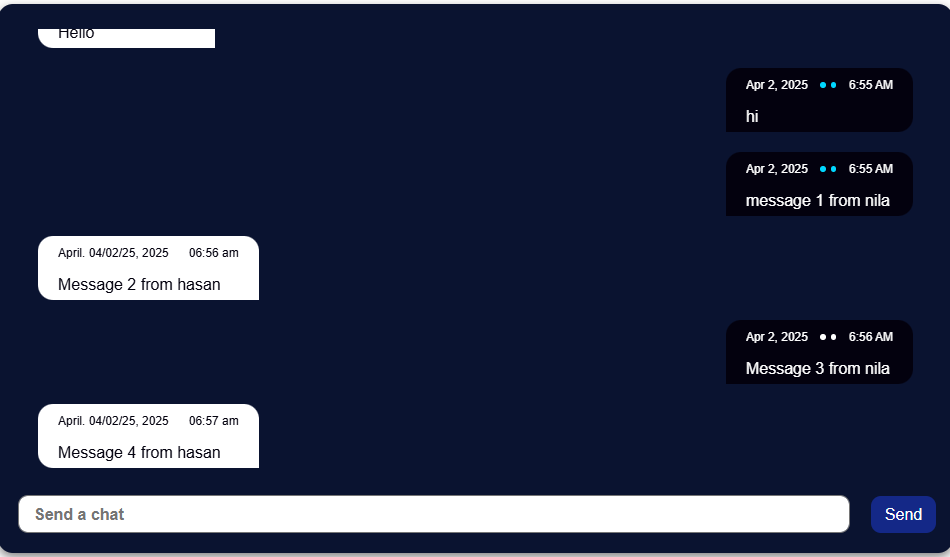 Hello
Apr 2, 2025 6:55 AM
hi
Apr 2, 2025 6:55 AM
message 1 from nila
April. 04/02/25, 2025 06:56 am
Message 2 from hasan
Apr 2, 2025 6:56 AM
Message 3 from nila
April. 04/02/25, 2025 06:57 am
Message 4 from hasan
Send a chat
Send